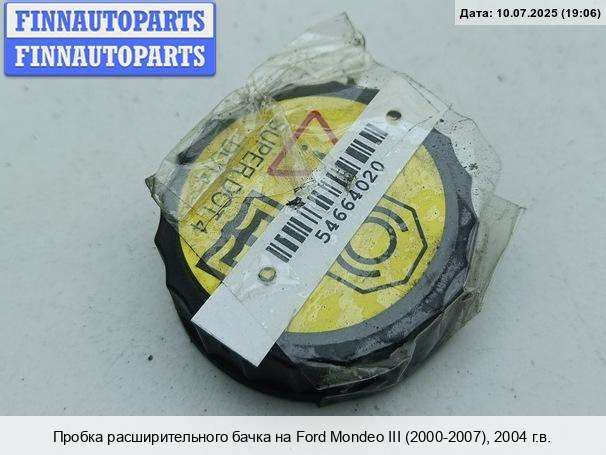 FINNAUTOPARTS
FINNAUTOPARTS
Дата: 10.07.2025 (19:06)
SUPER DOT 4
54664020
Пробка расширительного бачка на Ford Mondeo III (2000-2007), 2004 г.в.